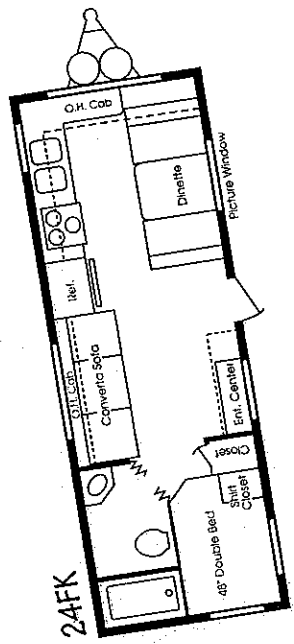 24FK
O.H. Cab
Dinette
Picture Window
Ref.
O.H. Cab
Converta Sofa
Ent. Center
Closet
Shirt
Closet
48" Double Bed